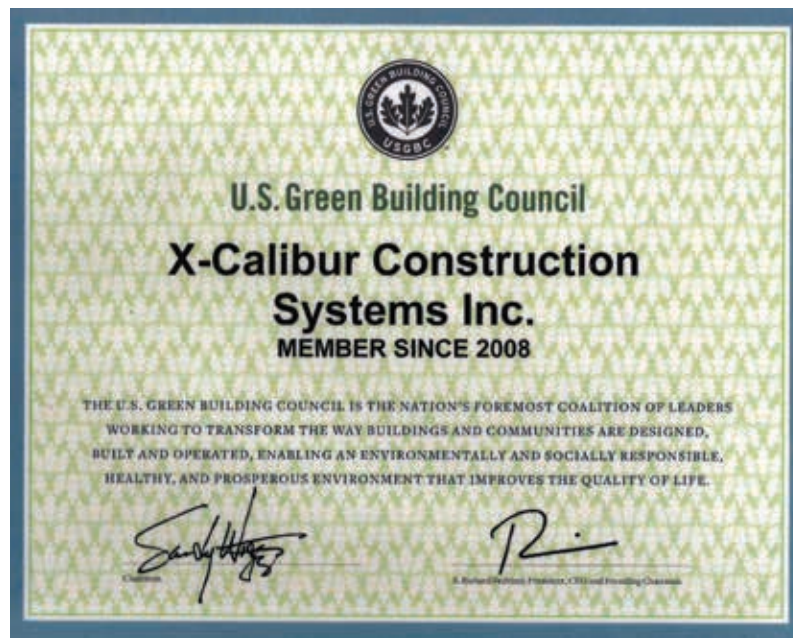 U.S. GREEN BUILDING COUNCIL
USGBC
U.S. Green Building Council
X-Calibur Construction
Systems Inc.
MEMBER SINCE 2008
THE U.S. GREEN BUILDING COUNCIL IS THE NATION'S FOREMOST COALITION OF LEADERS
WORKING TO TRANSFORM THE WAY BUILDINGS AND COMMUNITIES ARE DESIGNED,
BUILT AND OPERATED, ENABLING AN ENVIRONMENTALLY AND SOCIALLY RESPONSIBLE,
HEALTHY, AND PROSPEROUS ENVIRONMENT THAT IMPROVES THE QUALITY OF LIFE.
Sandy
Chairman
President, CEO and Founding Chairman